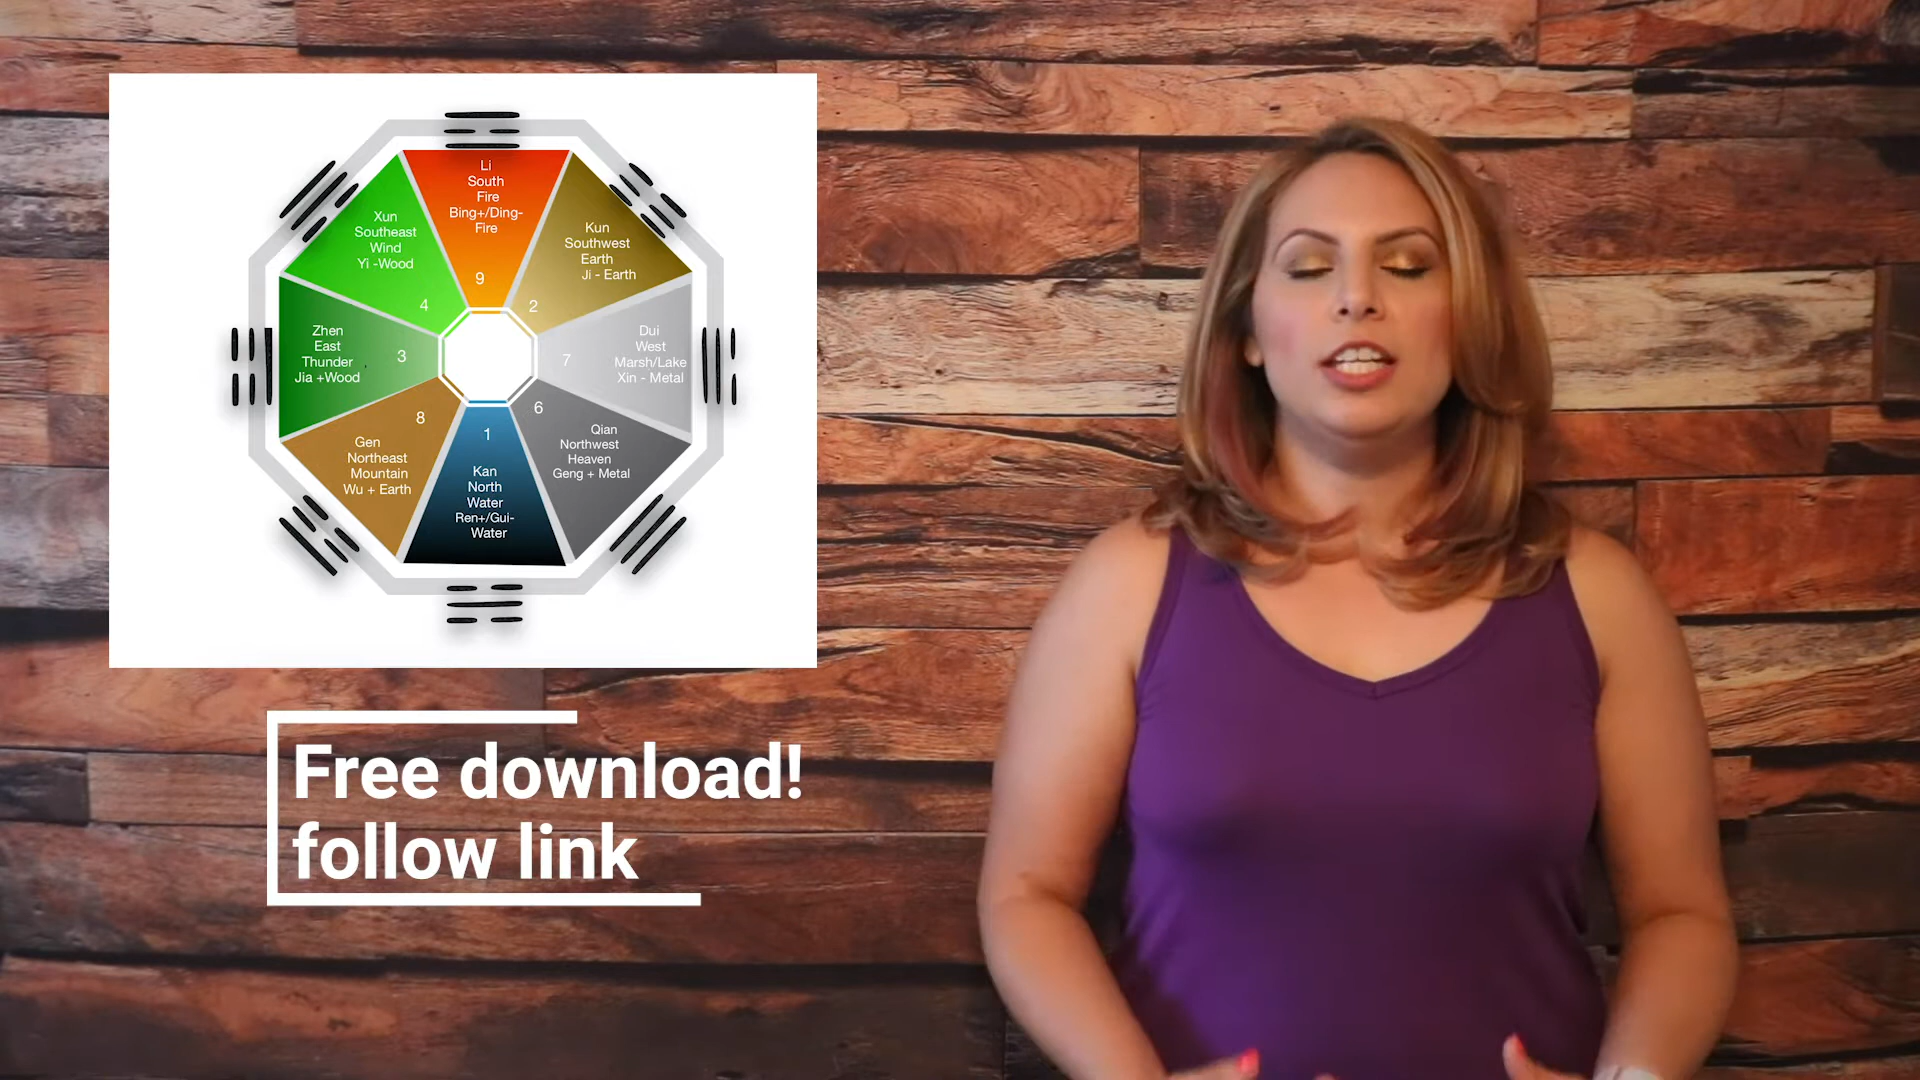 Li
South
Fire
Bing+/Ding-
Fire
9
Kun
Southwest
Earth
Ji - Earth
2
Dui
West
Marsh/Lake
Xin - Metal
7
6
Qian
Northwest
Heaven
Geng + Metal
1
Kan
North
Water
Ren+/Gui-
Water
8
Gen
Northeast
Mountain
Wu + Earth
Zhen
East
Thunder
Jia +Wood
3
Xun
Southeast
Wind
Yi -Wood
4
Free download!
follow link